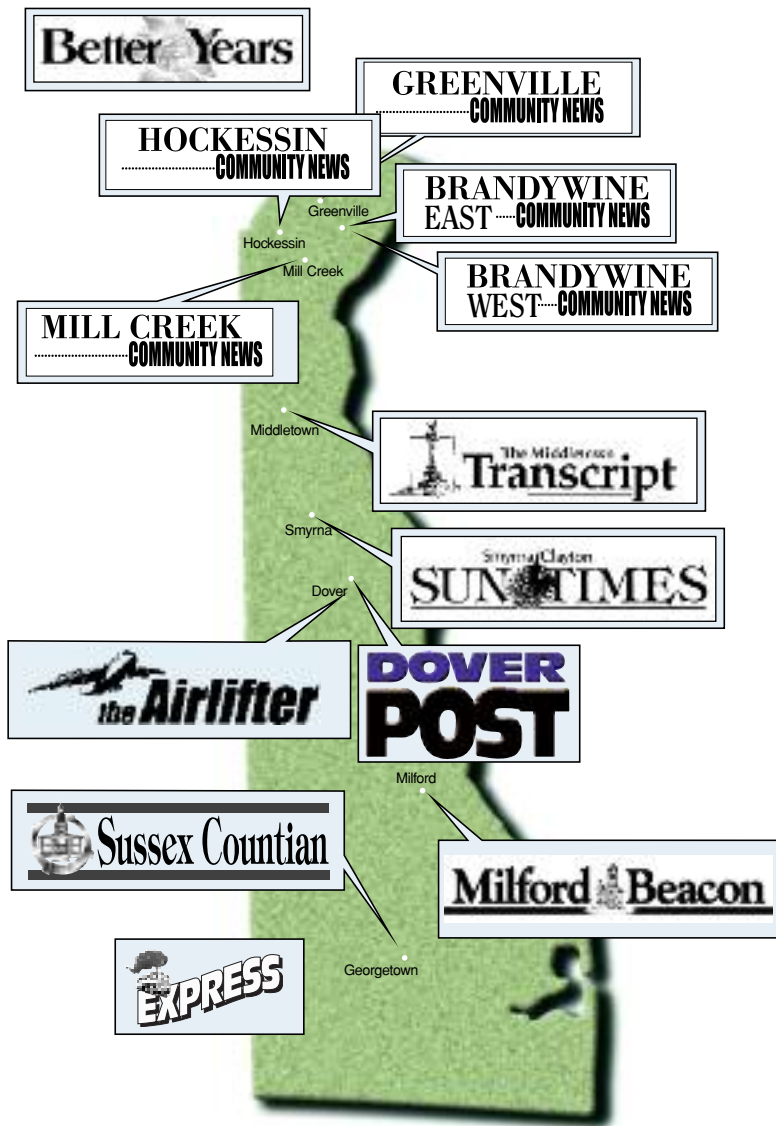 Better Years
GREENVILLE
COMMUNITY NEWS
HOCKESSIN
COMMUNITY NEWS
BRANDYWINE
EAST COMMUNITY NEWS
Greenville
Hockessin
Mill Creek
BRANDYWINE
WEST COMMUNITY NEWS
MILL CREEK
COMMUNITY NEWS
Middletown
The Middletown
Transcript
Smyrna
Smyrna/Clayton
SUN TIMES
Dover
the Airlifter
DOVER
POST
Milford
Sussex Countian
Milford Beacon
EXPRESS
Georgetown